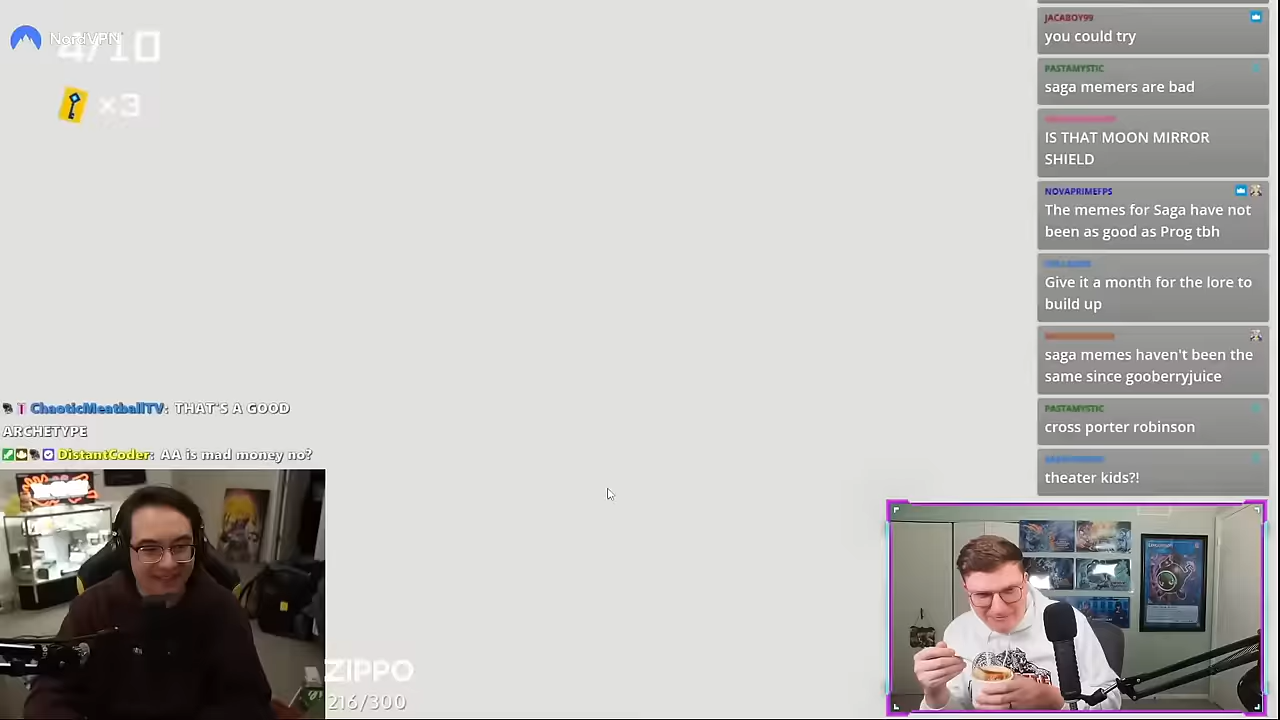 NordVPN
4/10
×3
JACABOY99
you could try
PASTAMYSTIC
saga memers are bad
IS THAT MOON MIRROR
SHIELD
NOVAPRIMEFPS
The memes for Saga have not
been as good as Prog tbh
Give it a month for the lore to
build up
saga memes haven't been the
same since gooberryjuice
PASTAMYSTIC
cross porter robinson
theater kids?!
ChaoticMeatballTV: THAT'S A GOOD
ARCHETYPE
DistantCoder: AA is mad money no?
ZIPPO
216/300